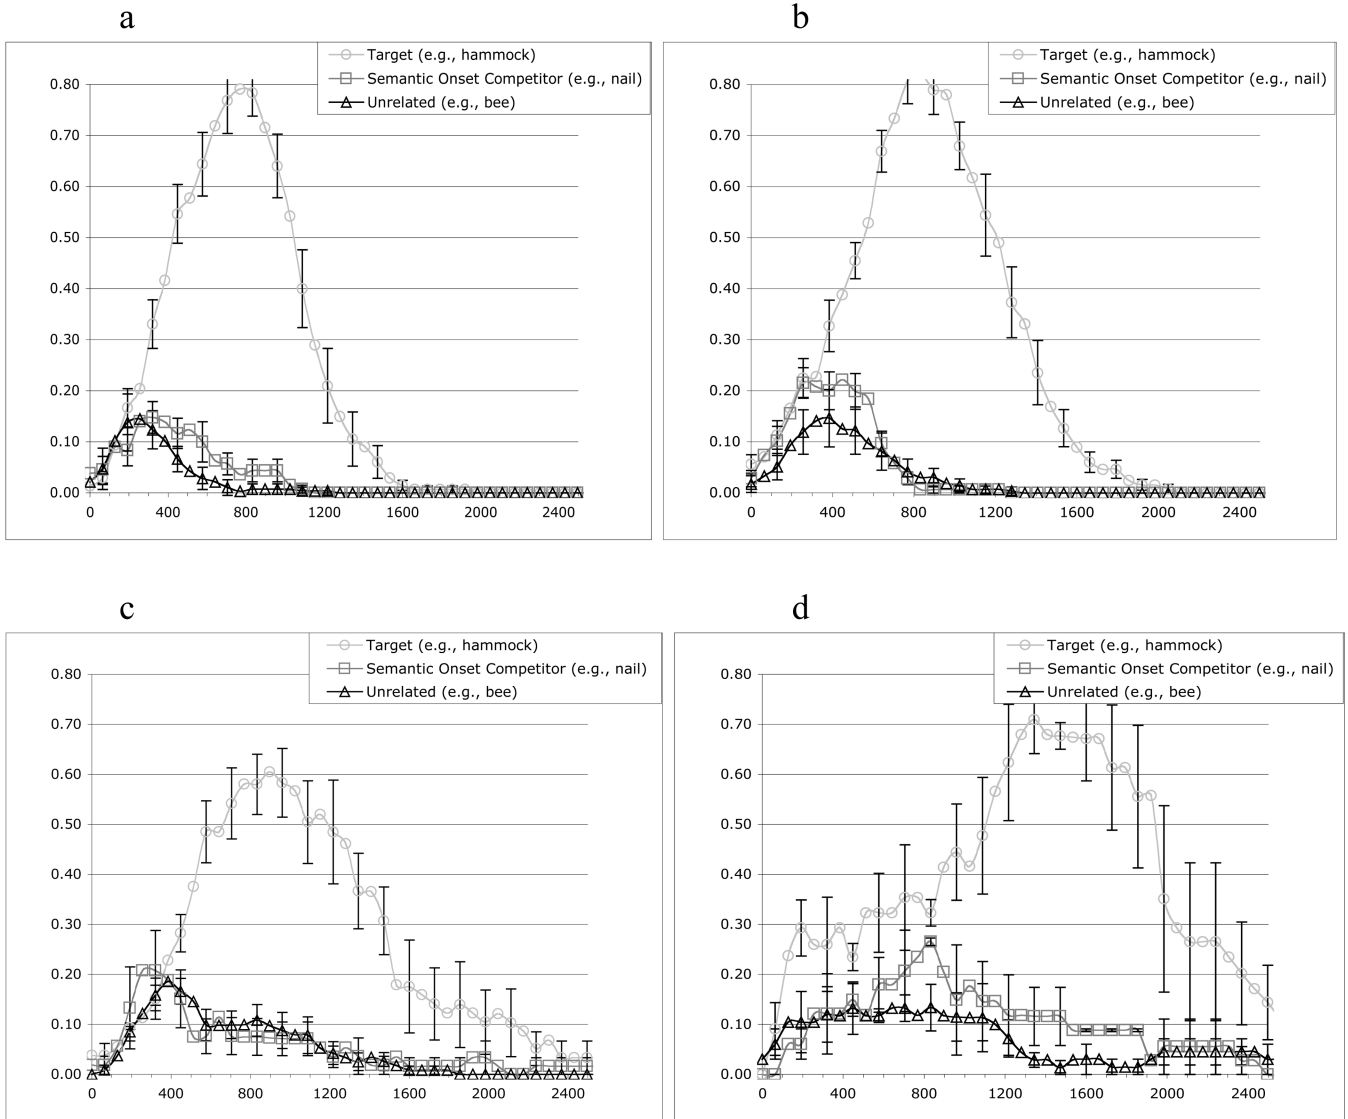 a
Target (e.g., hammock)
Semantic Onset Competitor (e.g., nail)
Unrelated (e.g., bee)
0.80
0.70
0.60
0.50
0.40
0.30
0.20
0.10
0.00
0 400 800 1200 1600 2000 2400
b
Target (e.g., hammock)
Semantic Onset Competitor (e.g., nail)
Unrelated (e.g., bee)
0.80
0.70
0.60
0.50
0.40
0.30
0.20
0.10
0.00
0 400 800 1200 1600 2000 2400
c
Target (e.g., hammock)
Semantic Onset Competitor (e.g., nail)
Unrelated (e.g., bee)
0.80
0.70
0.60
0.50
0.40
0.30
0.20
0.10
0.00
0 400 800 1200 1600 2000 2400
d
Target (e.g., hammock)
Semantic Onset Competitor (e.g., nail)
Unrelated (e.g., bee)
0.80
0.70
0.60
0.50
0.40
0.30
0.20
0.10
0.00
0 400 800 1200 1600 2000 2400